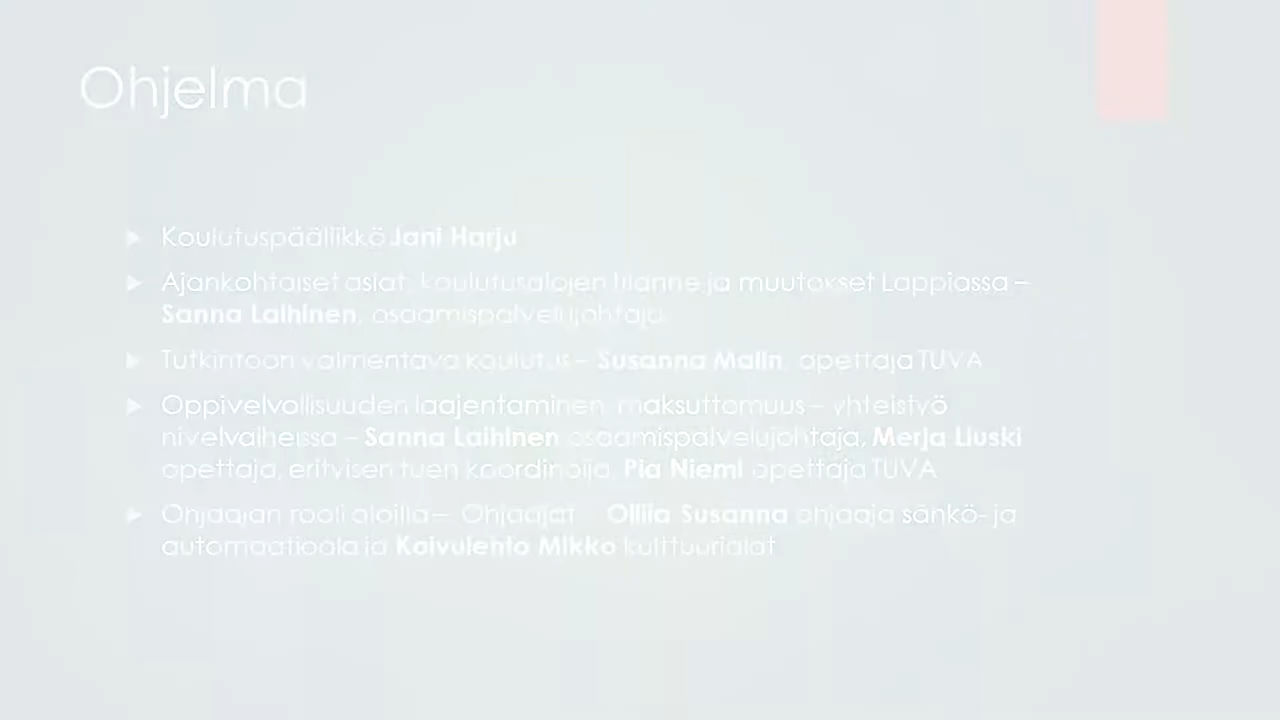 Ohjelma
Koulutuspäällikkö Jani Harju
Ajankohtaiset asiat, koulutusalojen tilanne ja muutokset Lappiassa –
Sanna Laihinen, osaamispalvelujohtaja
Tutkintoon valmentava koulutus – Susanna Malin, opettaja TUVA
Oppivelvollisuuden laajentaminen, maksuttomuus – yhteistyö
nivelvaiheissa – Sanna Laihinen osaamispalvelujohtaja, Merja Liuski
opettaja, erityisen tuen koordinoija, Pia Niemi opettaja TUVA
Ohjaajan rooli aloilla – Ohjaajat Ollila Susanna ohjaaja sähkö- ja
automaatioala ja Koivulehto Mikko kulttuurialat